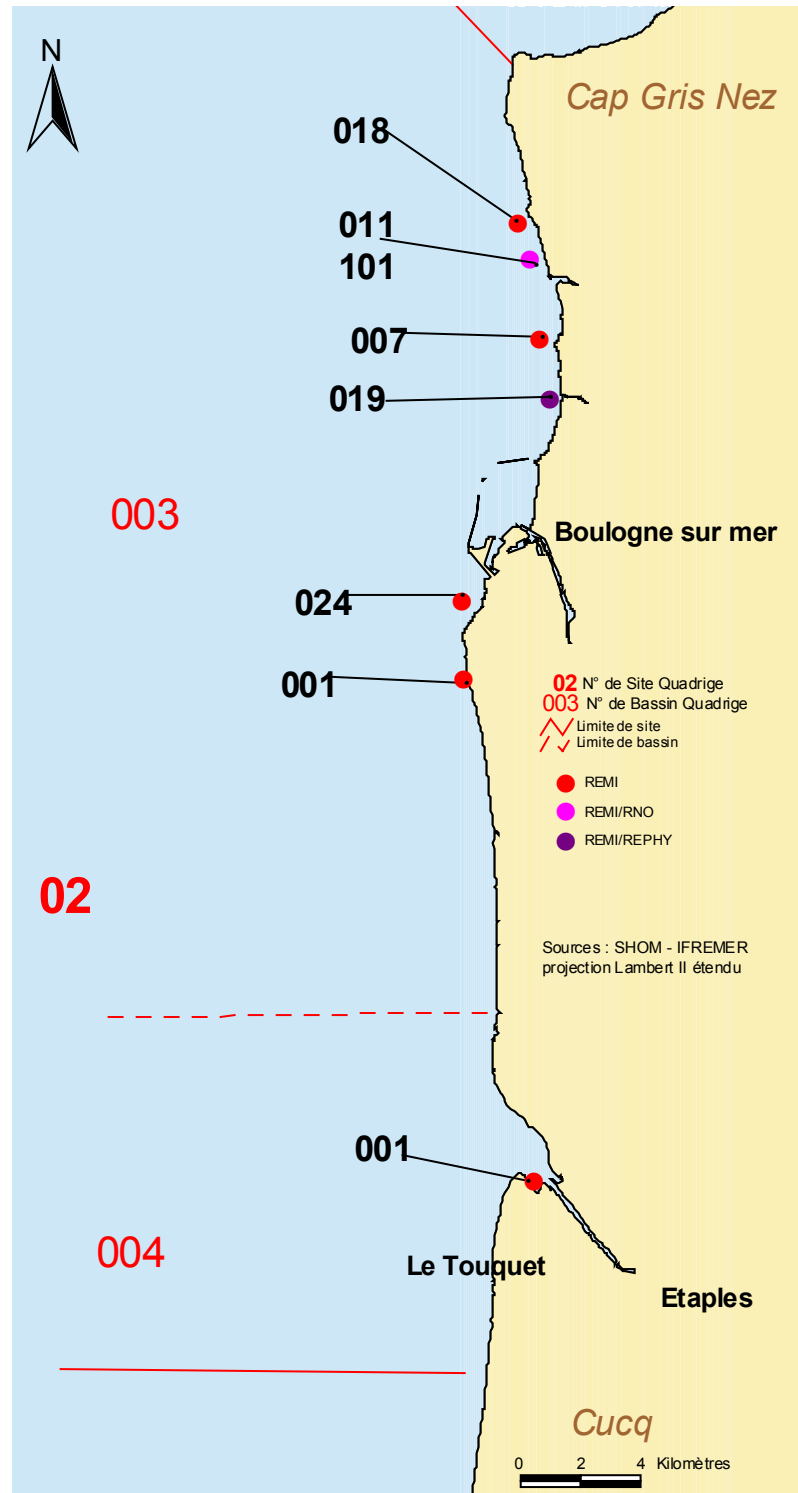 N
Cap Gris Nez
018
011
101
007
019
003
Boulogne sur mer
024
001
02 N° de Site Quadrige
003 N° de Bassin Quadrige
Limite de site
Limite de bassin
REMI
REMI/RNO
REMI/REPHY
02
Sources : SHOM - IFREMER
projection Lambert II étendu
001
004
Le Touquet
Etaples
Cucq
0 2 4 Kilomètres